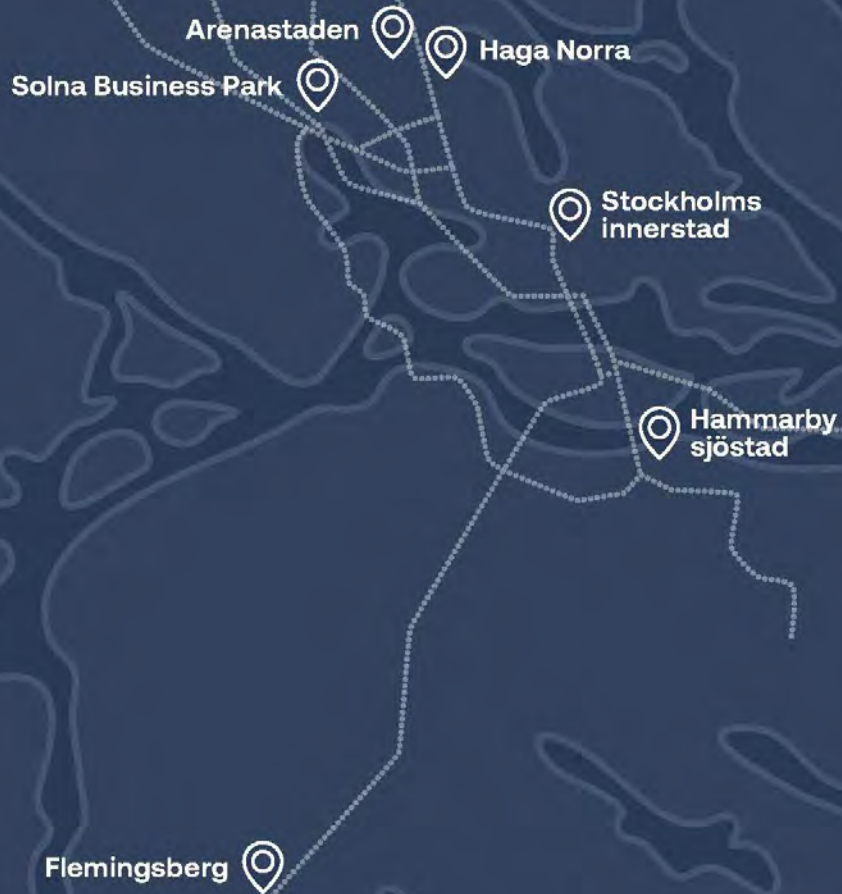 Arenastaden
Haga Norra
Solna Business Park
Stockholms
innerstad
Hammarby
sjöstad
Flemingsberg